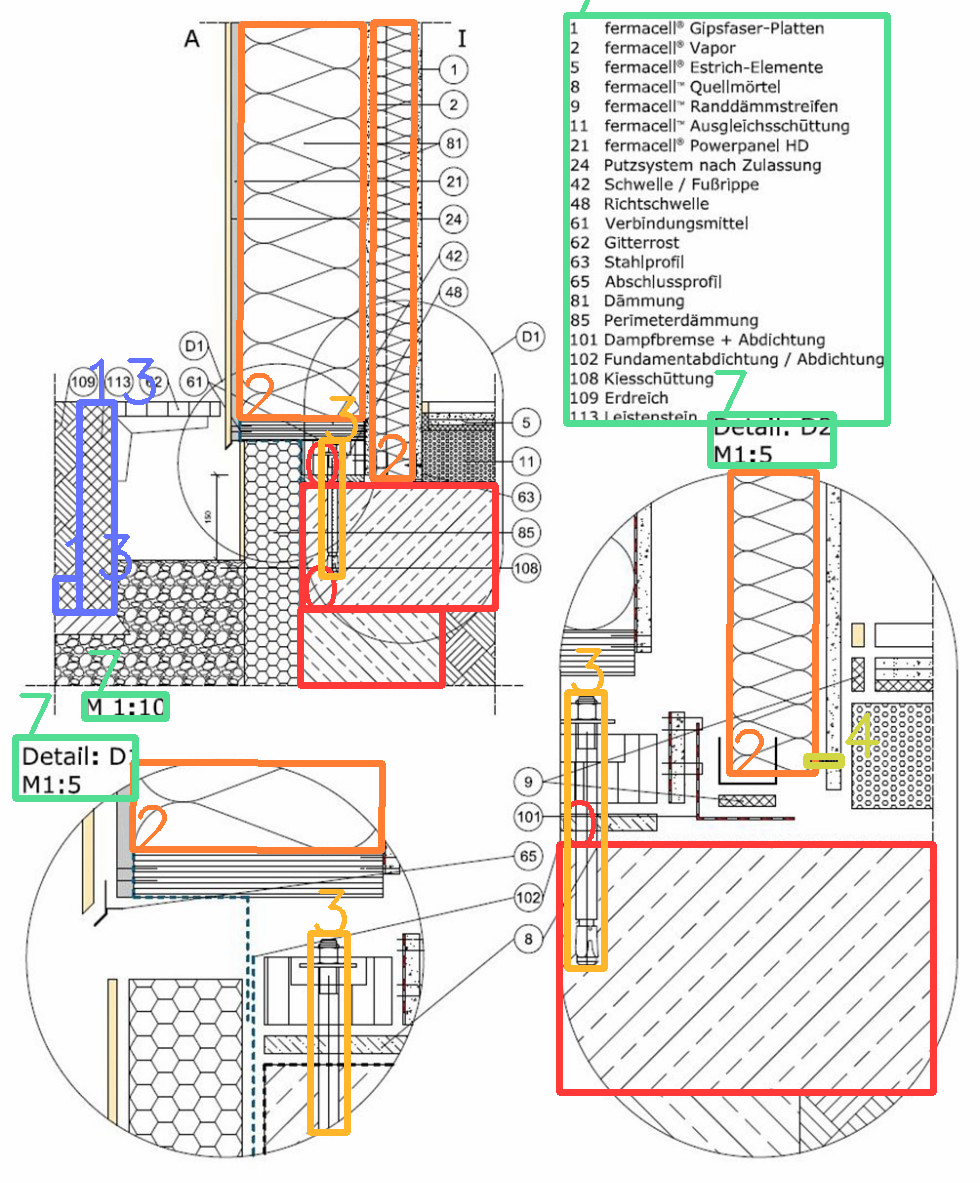 A
I
1 fermacell® Gipsfaser-Platten
2 fermacell® Vapor
5 fermacell® Estrich-Elemente
8 fermacell™ Quellmörtel
9 fermacell™ Randdämmstreifen
11 fermacell™ Ausgleichsschüttung
21 fermacell® Powerpanel HD
24 Putzsystem nach Zulassung
42 Schwelle / Fußrippe
48 Richtschwelle
61 Verbindungsmittel
62 Gitterrost
63 Stahlprofil
65 Abschlussprofil
81 Dämmung
85 Perimeterdämmung
101 Dampfbremse + Abdichtung
102 Fundamentabdichtung / Abdichtung
108 Kiesschüttung
109 Erdreich
113 Leistenstein
7
1
2
81
21
24
42
48
D1
D1
109
113
62
61
13
2
3
2
5
11
63
85
108
150
13
0
0
7
M 1:10
7
Detail: D2
M1:5
7
Detail: D1
M1:5
2
3
2
4
9
101
0
65
102
8
3